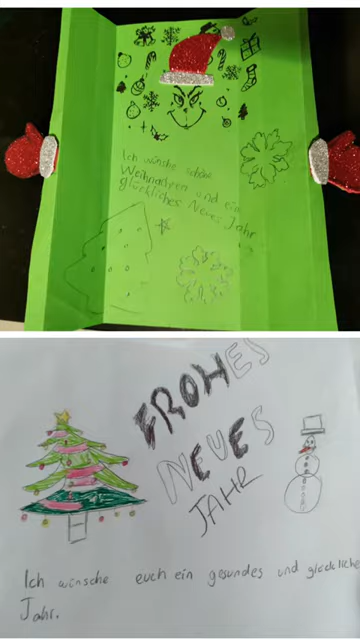 Ich wünsche schöne
Weihnachten und ein
glückliches Neues Jahr
FROHES
NEUES
JAHR
Ich wünsche euch ein gesundes und glückliche
Jahr.